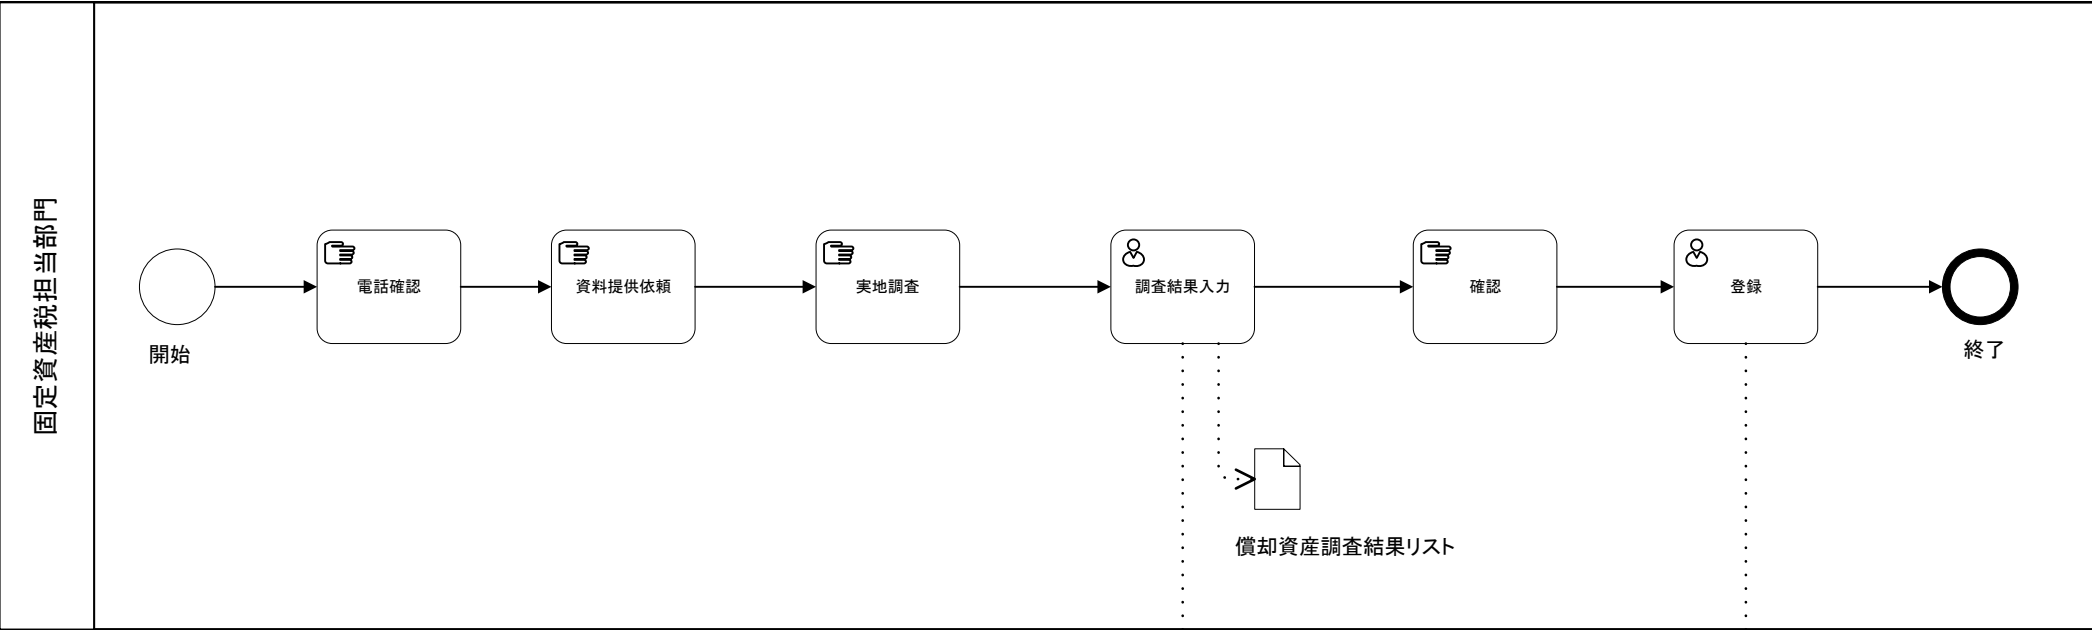 固定資産税担当部門
開始
電話確認
資料提供依頼
実地調査
調査結果入力
確認
登録
終了
償却資産調査結果リスト